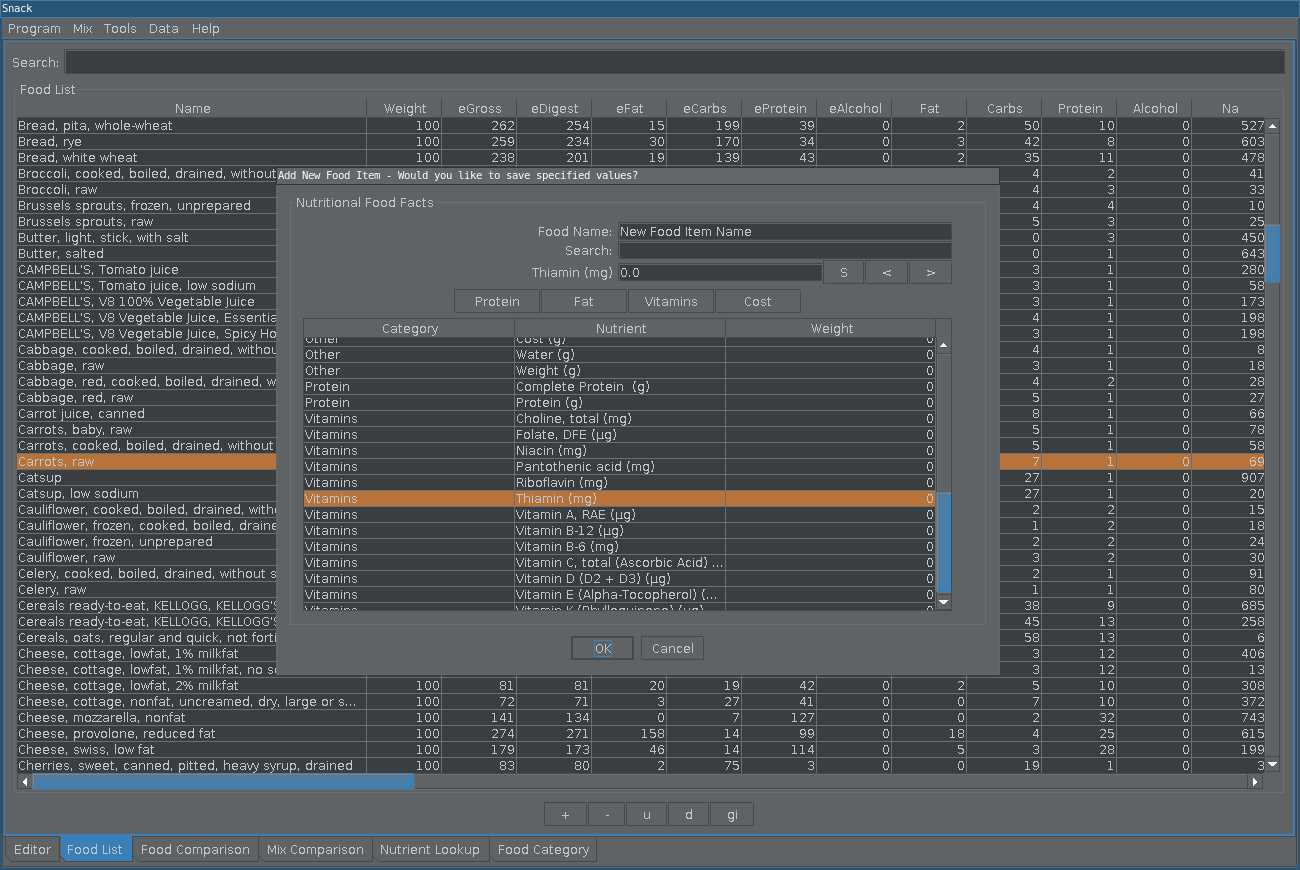 Snack
Program Mix Tools Data Help
Search:
Food List
Name Weight eGross eDigest eFat eCarbs eProtein eAlcohol Fat Carbs Protein Alcohol Na
Bread, pita, whole-wheat 100 262 254 15 199 39 0 2 50 10 0 527
Bread, rye 100 259 234 30 170 34 0 3 42 8 0 603
Bread, white wheat 100 238 201 19 139 43 0 2 35 11 0 478
Broccoli, cooked, boiled, drained, without 4 2 0 41
Broccoli, raw 4 3 0 33
Brussels sprouts, frozen, unprepared 4 4 0 10
Brussels sprouts, raw 5 3 0 25
Butter, light, stick, with salt 0 3 0 450
Butter, salted 0 1 0 643
CAMPBELL'S, Tomato juice 3 1 0 280
CAMPBELL'S, Tomato juice, low sodium 3 1 0 58
CAMPBELL'S, V8 100% Vegetable Juice 3 1 0 173
CAMPBELL'S, V8 Vegetable Juice, Essentia 4 1 0 198
CAMPBELL'S, V8 Vegetable Juice, Spicy Ho 3 1 0 198
Cabbage, cooked, boiled, drained, withou 4 1 0 8
Cabbage, raw 3 1 0 18
Cabbage, red, cooked, boiled, drained, w 4 2 0 28
Cabbage, red, raw 5 1 0 27
Carrot juice, canned 8 1 0 66
Carrots, baby, raw 5 1 0 78
Carrots, cooked, boiled, drained, without 5 1 0 58
Carrots, raw 7 1 0 69
Catsup 27 1 0 907
Catsup, low sodium 27 1 0 20
Cauliflower, cooked, boiled, drained, with 2 2 0 15
Cauliflower, frozen, cooked, boiled, draine 1 2 0 18
Cauliflower, frozen, unprepared 2 2 0 24
Cauliflower, raw 3 2 0 30
Celery, cooked, boiled, drained, without s 2 1 0 91
Celery, raw 1 1 0 80
Cereals ready-to-eat, KELLOGG, KELLOGG'S 38 9 0 685
Cereals ready-to-eat, KELLOGG, KELLOGG'S 45 13 0 258
Cereals, oats, regular and quick, not forti 58 13 0 6
Cheese, cottage, lowfat, 1% milkfat 3 12 0 406
Cheese, cottage, lowfat, 1% milkfat, no s 3 12 0 13
Cheese, cottage, lowfat, 2% milkfat 100 81 81 20 19 42 0 2 5 10 0 308
Cheese, cottage, nonfat, uncreamed, dry, large or s... 100 72 71 3 27 41 0 0 7 10 0 372
Cheese, mozzarella, nonfat 100 141 134 0 7 127 0 0 2 32 0 743
Cheese, provolone, reduced fat 100 274 271 158 14 99 0 18 4 25 0 615
Cheese, swiss, low fat 100 179 173 46 14 114 0 5 3 28 0 199
Cherries, sweet, canned, pitted, heavy syrup, drained 100 83 80 2 75 3 0 0 19 1 0 3
Add New Food Item - Would you like to save specified values?
Nutritional Food Facts
Food Name: New Food Item Name
Search:
Thiamin (mg) 0.0 S < >
Protein Fat Vitamins Cost
Category Nutrient Weight
Other Cost (g) 0
Other Water (g) 0
Other Weight (g) 0
Protein Complete Protein (g) 0
Protein Protein (g) 0
Vitamins Choline, total (mg) 0
Vitamins Folate, DFE (µg) 0
Vitamins Niacin (mg) 0
Vitamins Pantothenic acid (mg) 0
Vitamins Riboflavin (mg) 0
Vitamins Thiamin (mg) 0
Vitamins Vitamin A, RAE (µg) 0
Vitamins Vitamin B-12 (µg) 0
Vitamins Vitamin B-6 (mg) 0
Vitamins Vitamin C, total (Ascorbic Acid) ... 0
Vitamins Vitamin D (D2 + D3) (µg) 0
Vitamins Vitamin E (Alpha-Tocopherol) (... 0
Vitamins Vitamin K (Phylloquinone) (µg) 0
OK Cancel
+ - u d gi
Editor Food List Food Comparison Mix Comparison Nutrient Lookup Food Category